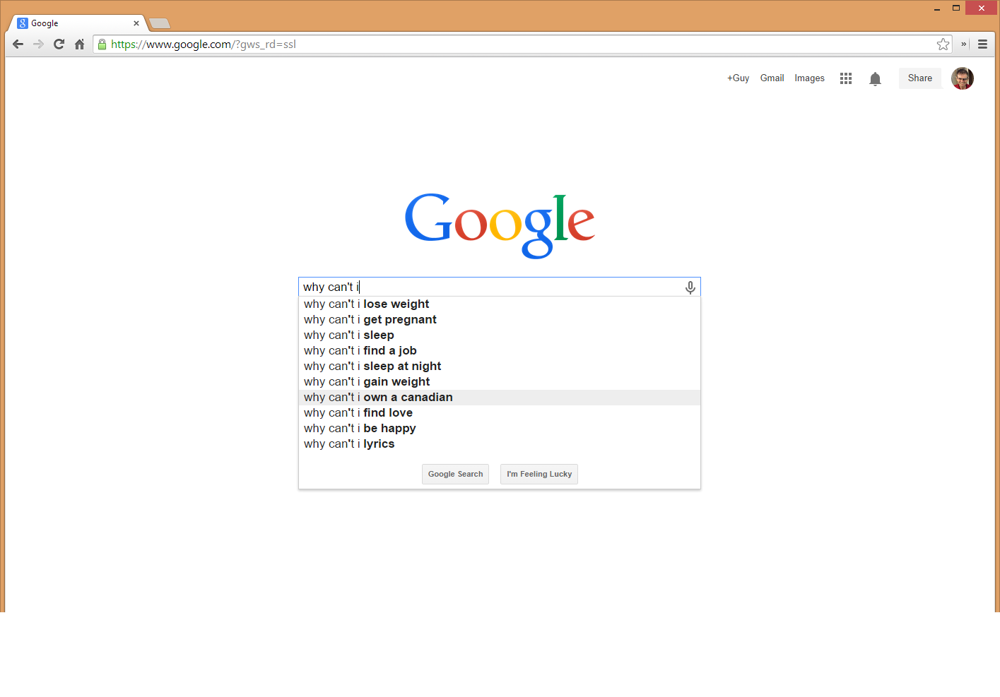 Google
https://www.google.com/?gws_rd=ssl
+Guy Gmail Images Share
Google
why can't i
why can't i lose weight
why can't i get pregnant
why can't i sleep
why can't i find a job
why can't i sleep at night
why can't i gain weight
why can't i own a canadian
why can't i find love
why can't i be happy
why can't i lyrics
Google Search I'm Feeling Lucky